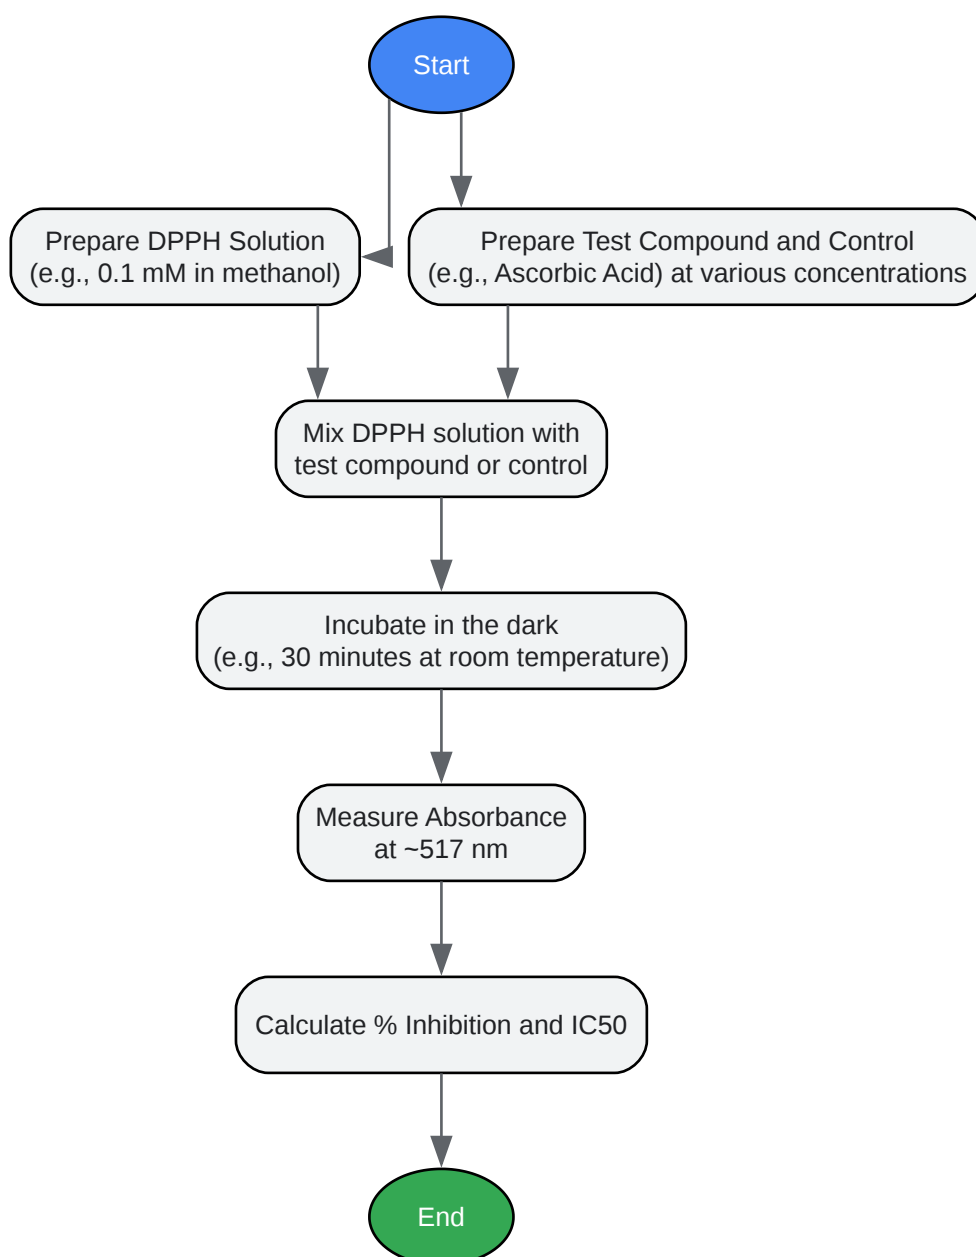 Start
Prepare DPPH Solution
(e.g., 0.1 mM in methanol)
Prepare Test Compound and Control
(e.g., Ascorbic Acid) at various concentrations
Mix DPPH solution with
test compound or control
Incubate in the dark
(e.g., 30 minutes at room temperature)
Measure Absorbance
at ~517 nm
Calculate % Inhibition and IC50
End